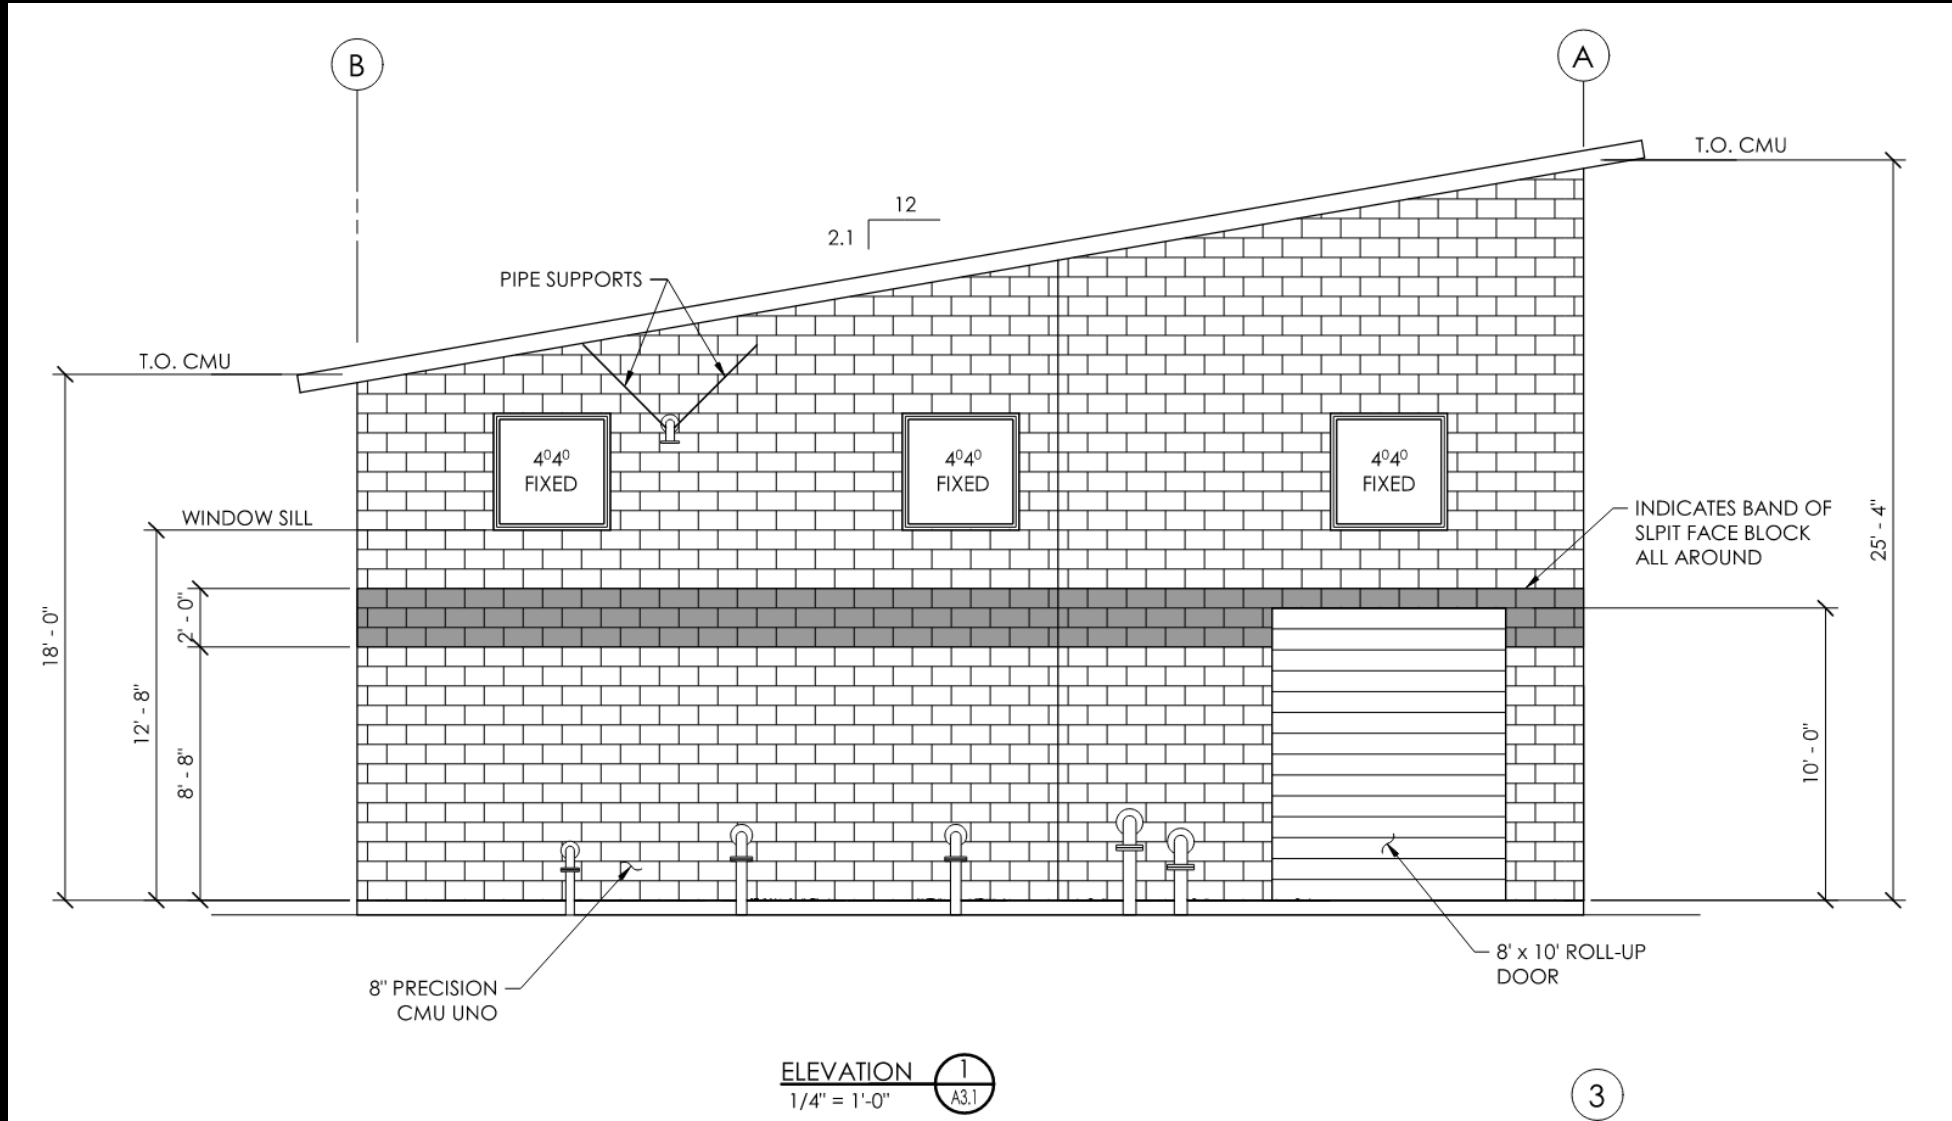 B
A
T.O. CMU
12
2.1
PIPE SUPPORTS
T.O. CMU
4⁰4⁰
FIXED
4⁰4⁰
FIXED
4⁰4⁰
FIXED
WINDOW SILL
INDICATES BAND OF
SLPIT FACE BLOCK
ALL AROUND
25' - 4"
18' - 0"
2' - 0"
12' - 8"
8' - 8"
10' - 0"
8' x 10' ROLL-UP
DOOR
8" PRECISION
CMU UNO
ELEVATION
1/4" = 1'-0"
1
A3.1
3